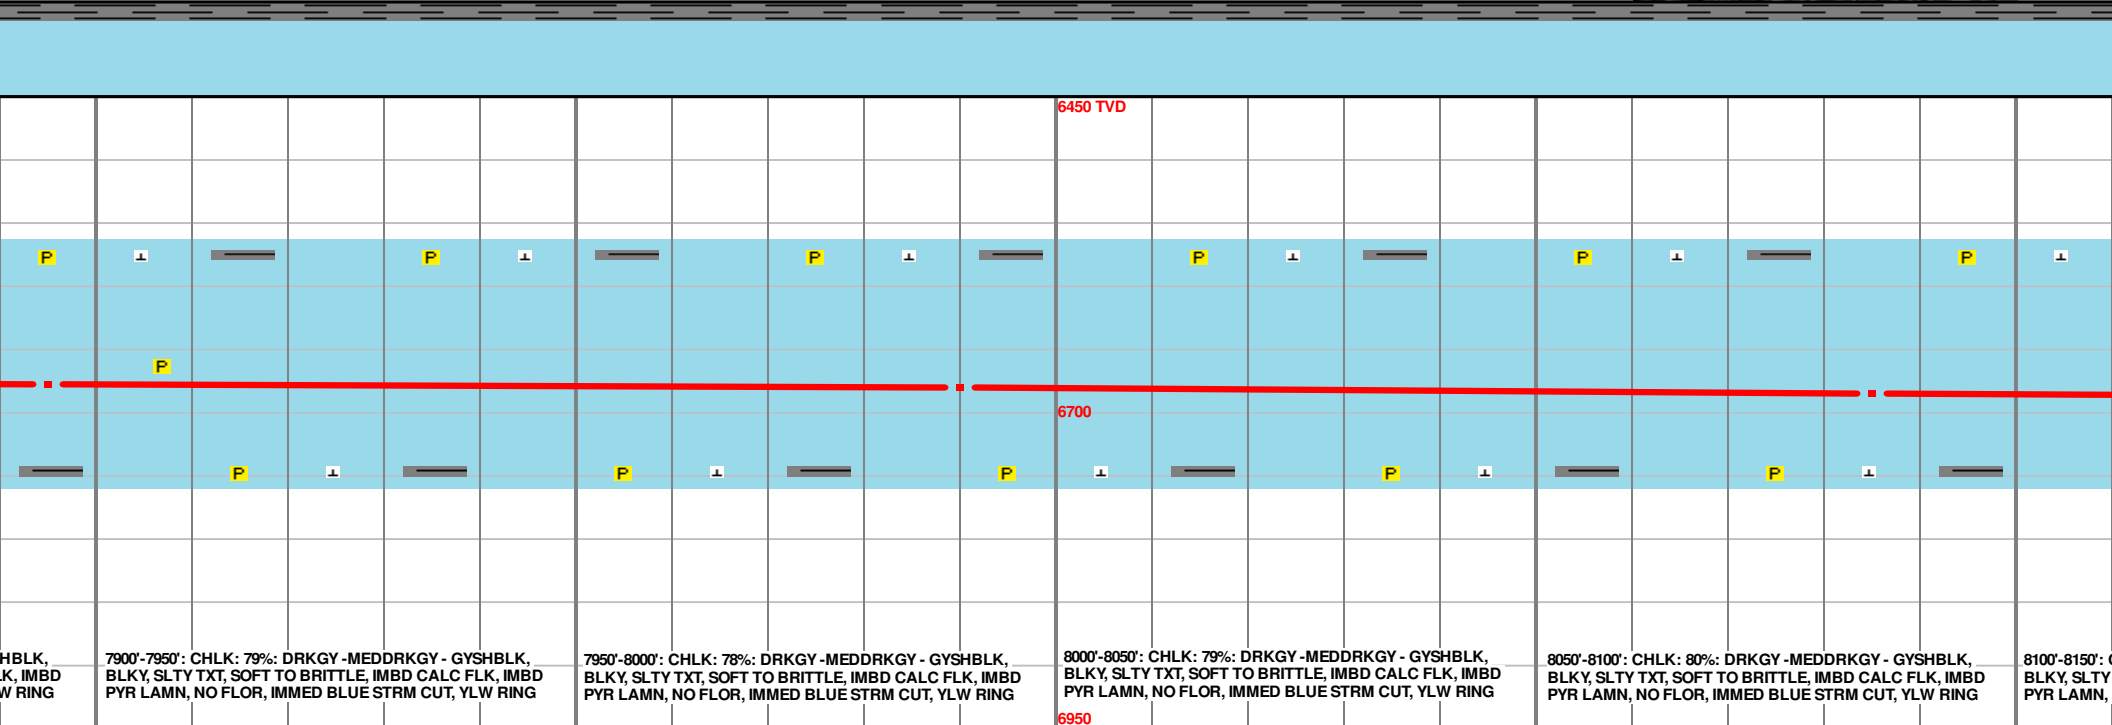 6450 TVD
P
P
P
P
P
P
P
6700
P
P
P
P
P
HBLK,
K, IMBD
W RING
7900'-7950': CHLK: 79%: DRKGY -MEDDRKGY - GYSHBLK,
BLKY, SLTY TXT, SOFT TO BRITTLE, IMBD CALC FLK, IMBD
PYR LAMN, NO FLOR, IMMED BLUE STRM CUT, YLW RING
7950'-8000': CHLK: 78%: DRKGY -MEDDRKGY - GYSHBLK,
BLKY, SLTY TXT, SOFT TO BRITTLE, IMBD CALC FLK, IMBD
PYR LAMN, NO FLOR, IMMED BLUE STRM CUT, YLW RING
8000'-8050': CHLK: 79%: DRKGY -MEDDRKGY - GYSHBLK,
BLKY, SLTY TXT, SOFT TO BRITTLE, IMBD CALC FLK, IMBD
PYR LAMN, NO FLOR, IMMED BLUE STRM CUT, YLW RING
8050'-8100': CHLK: 80%: DRKGY -MEDDRKGY - GYSHBLK,
BLKY, SLTY TXT, SOFT TO BRITTLE, IMBD CALC FLK, IMBD
PYR LAMN, NO FLOR, IMMED BLUE STRM CUT, YLW RING
8100'-8150':
BLKY, SLTY
PYR LAMN,
6950